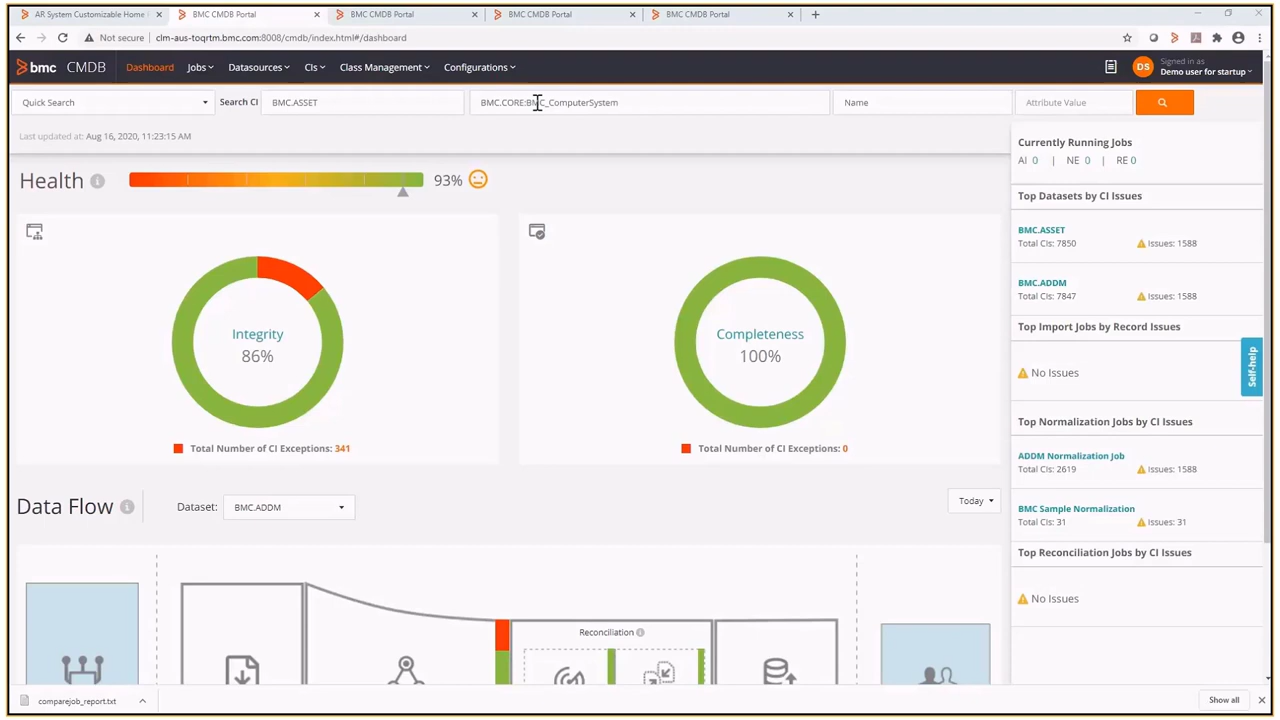 AR System Customizable Home
BMC CMDB Portal
BMC CMDB Portal
BMC CMDB Portal
BMC CMDB Portal
Not secure | clm-aus-toqrtm.bmc.com:8008/cmdb/index.html#/dashboard
bmc CMDB Dashboard Jobs Datasources CIs Class Management Configurations
DS Signed in as
Demo user for startup
Quick Search Search CI BMC.ASSET BMC.CORE:BMC_ComputerSystem Name Attribute Value
Last updated at: Aug 16, 2020, 11:23:15 AM
Health 93%
Integrity
86%
Total Number of CI Exceptions: 341
Completeness
100%
Total Number of CI Exceptions: 0
Data Flow Dataset: BMC.ADDM Today
Reconciliation
Currently Running Jobs
AI 0 | NE 0 | RE 0
Top Datasets by CI Issues
BMC.ASSET
Total CIs: 7850 Issues: 1588
BMC.ADDM
Total CIs: 7847 Issues: 1588
Top Import Jobs by Record Issues
No Issues
Top Normalization Jobs by CI Issues
ADDM Normalization Job
Total CIs: 2619 Issues: 1588
BMC Sample Normalization
Total CIs: 31 Issues: 31
Top Reconciliation Jobs by CI Issues
No Issues
Self-help
comparejob_report.txt
Show all